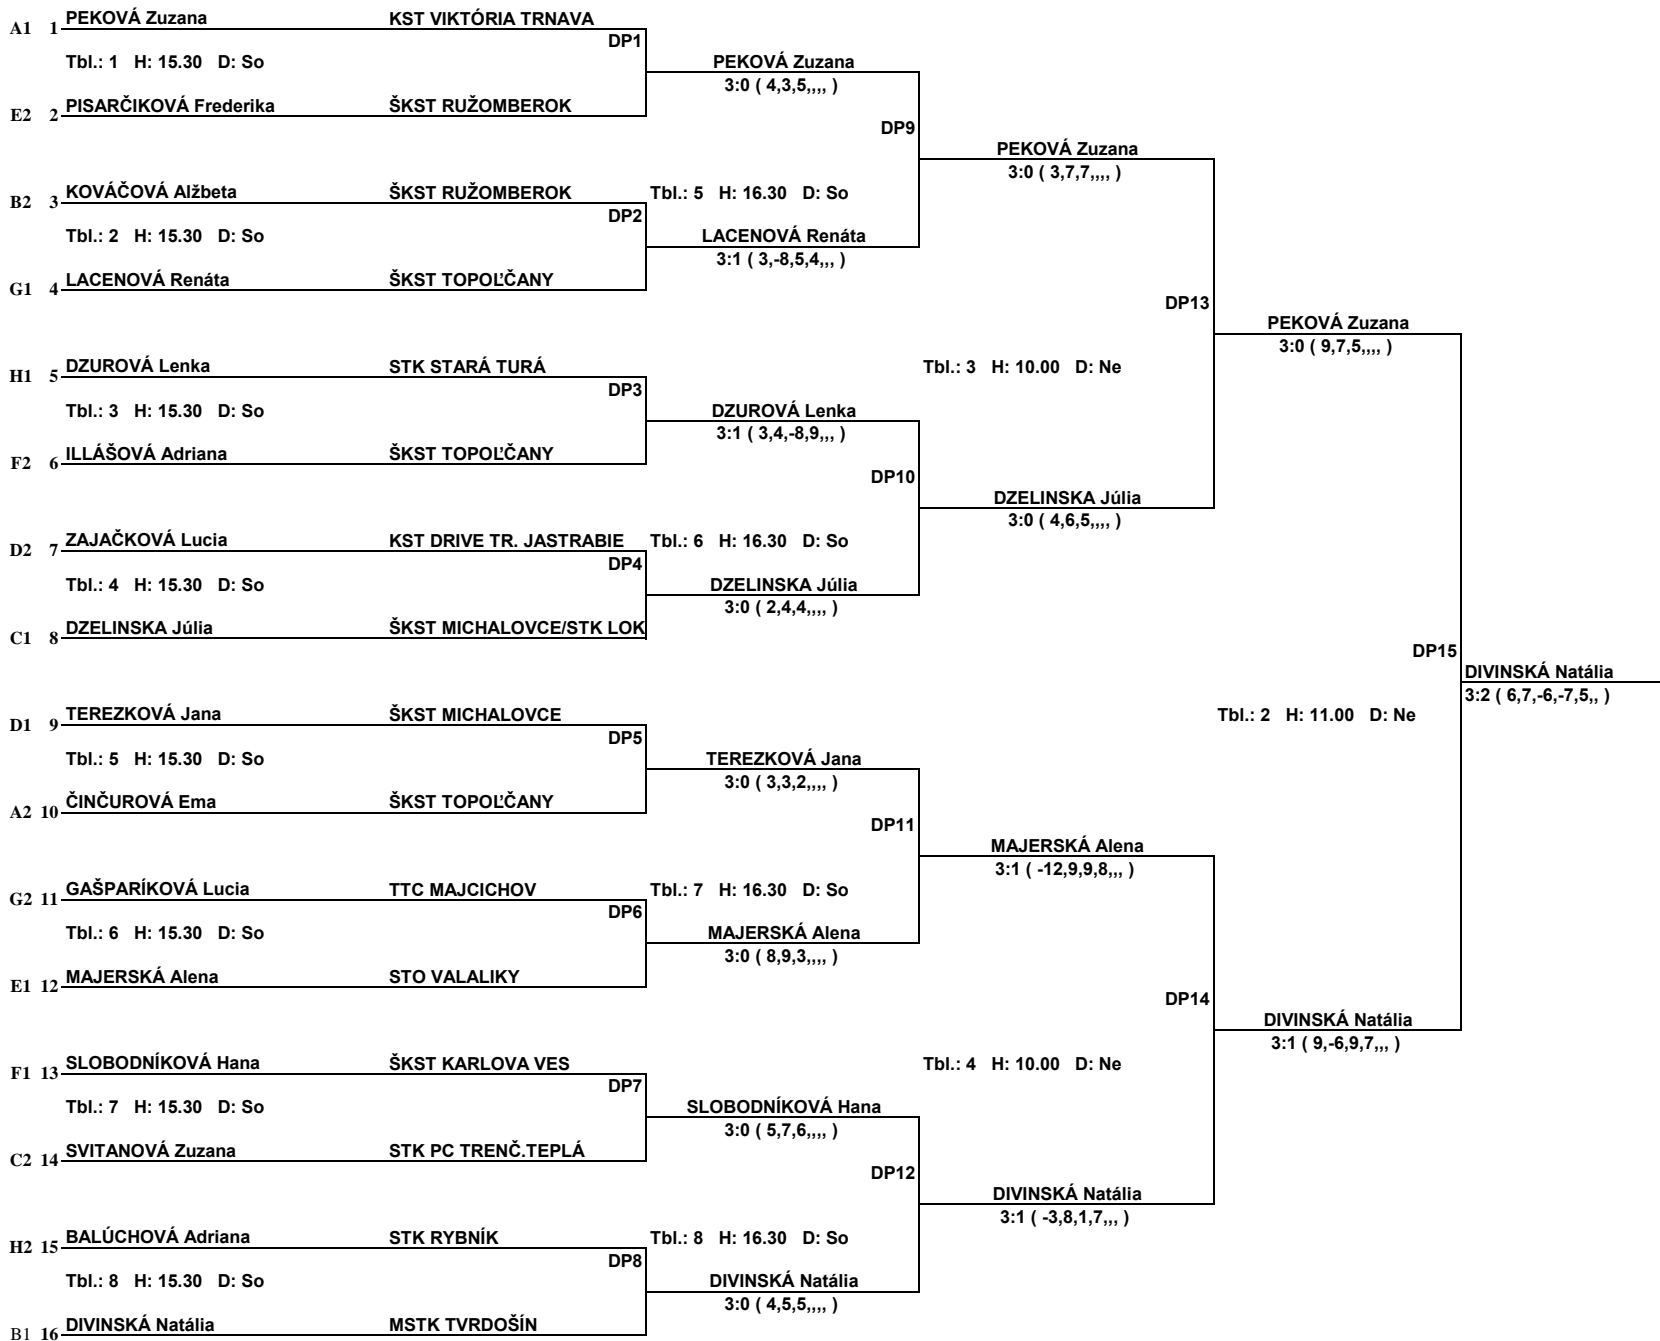 PEKOVÁ Zuzana KST VIKTÓRIA TRNAVA
A1 1
DP1
Tbl.: 1 H: 15.30 D: So
PEKOVÁ Zuzana
3:0 ( 4,3,5,,,, )
PISARČIKOVÁ Frederika ŠKST RUŽOMBEROK
E2 2
DP9
PEKOVÁ Zuzana
3:0 ( 3,7,7,,,, )
KOVÁČOVÁ Alžbeta ŠKST RUŽOMBEROK Tbl.: 5 H: 16.30 D: So
B2 3
DP2
Tbl.: 2 H: 15.30 D: So
LACENOVÁ Renáta
3:1 ( 3,-8,5,4,,, )
LACENOVÁ Renáta ŠKST TOPOĽČANY
G1 4
DP13
PEKOVÁ Zuzana
3:0 ( 9,7,5,,,, )
DZUROVÁ Lenka STK STARÁ TURÁ Tbl.: 3 H: 10.00 D: Ne
H1 5
DP3
Tbl.: 3 H: 15.30 D: So
DZUROVÁ Lenka
3:1 ( 3,4,-8,9,,, )
ILLÁŠOVÁ Adriana ŠKST TOPOĽČANY
F2 6
DP10
DZELINSKA Júlia
3:0 ( 4,6,5,,,, )
ZAJAČKOVÁ Lucia KST DRIVE TR. JASTRABIE Tbl.: 6 H: 16.30 D: So
D2 7
DP4
Tbl.: 4 H: 15.30 D: So
DZELINSKA Júlia
3:0 ( 2,4,4,,,, )
DZELINSKA Júlia ŠKST MICHALOVCE/STK LOK
C1 8
DP15
DIVINSKÁ Natália
3:2 ( 6,7,-6,-7,5,, )
TEREZKOVÁ Jana ŠKST MICHALOVCE Tbl.: 2 H: 11.00 D: Ne
D1 9
DP5
Tbl.: 5 H: 15.30 D: So
TEREZKOVÁ Jana
3:0 ( 3,3,2,,,, )
ČINČUROVÁ Ema ŠKST TOPOĽČANY
A2 10
DP11
MAJERSKÁ Alena
3:1 ( -12,9,9,8,,, )
GAŠPARÍKOVÁ Lucia TTC MAJCICHOV Tbl.: 7 H: 16.30 D: So
G2 11
DP6
Tbl.: 6 H: 15.30 D: So
MAJERSKÁ Alena
3:0 ( 8,9,3,,,, )
MAJERSKÁ Alena STO VALALIKY
E1 12
DP14
DIVINSKÁ Natália
3:1 ( 9,-6,9,7,,, )
SLOBODNÍKOVÁ Hana ŠKST KARLOVA VES Tbl.: 4 H: 10.00 D: Ne
F1 13
DP7
Tbl.: 7 H: 15.30 D: So
SLOBODNÍKOVÁ Hana
3:0 ( 5,7,6,,,, )
SVITANOVÁ Zuzana STK PC TRENČ.TEPLÁ
C2 14
DP12
DIVINSKÁ Natália
3:1 ( -3,8,1,7,,, )
BALÚCHOVÁ Adriana STK RYBNÍK Tbl.: 8 H: 16.30 D: So
H2 15
DP8
Tbl.: 8 H: 15.30 D: So
DIVINSKÁ Natália
3:0 ( 4,5,5,,,, )
DIVINSKÁ Natália MSTK TVRDOŠÍN
B1 16